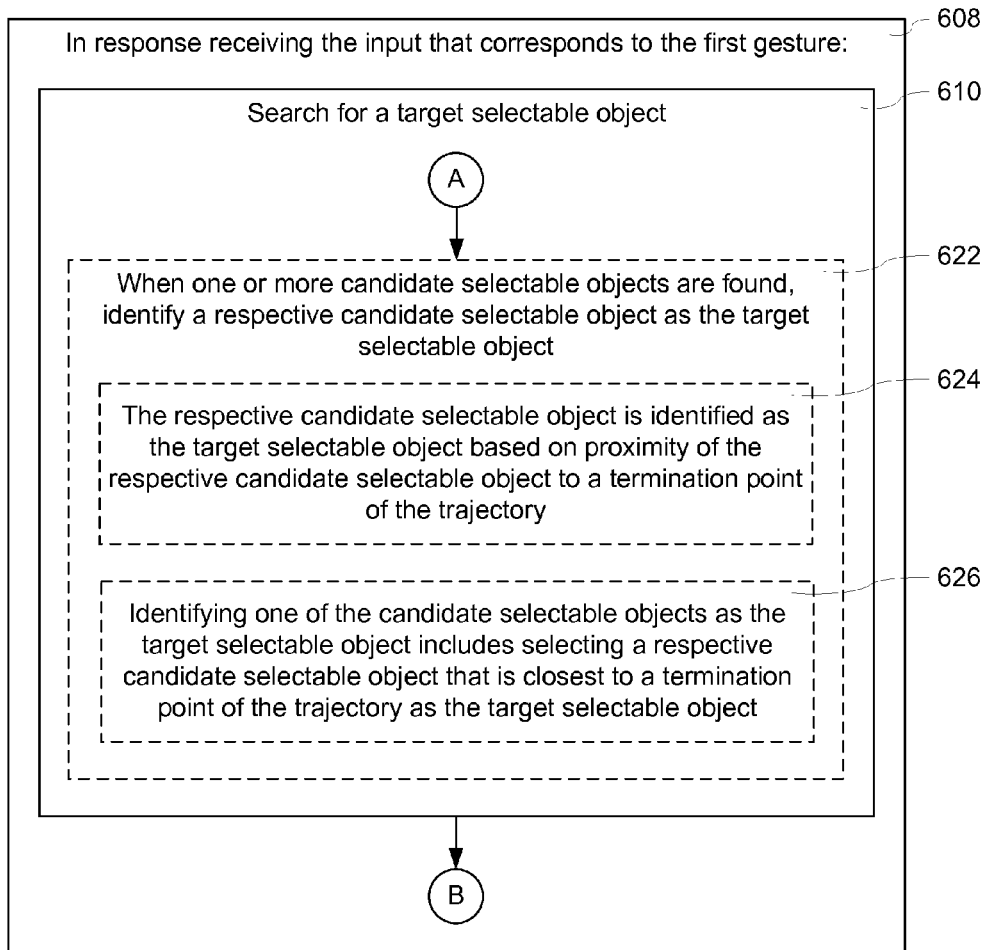 608
In response receiving the input that corresponds to the first gesture:
610
Search for a target selectable object
A
622
When one or more candidate selectable objects are found,
identify a respective candidate selectable object as the target
selectable object
624
The respective candidate selectable object is identified as
the target selectable object based on proximity of the
respective candidate selectable object to a termination point
of the trajectory
626
Identifying one of the candidate selectable objects as the
target selectable object includes selecting a respective
candidate selectable object that is closest to a termination
point of the trajectory as the target selectable object
B